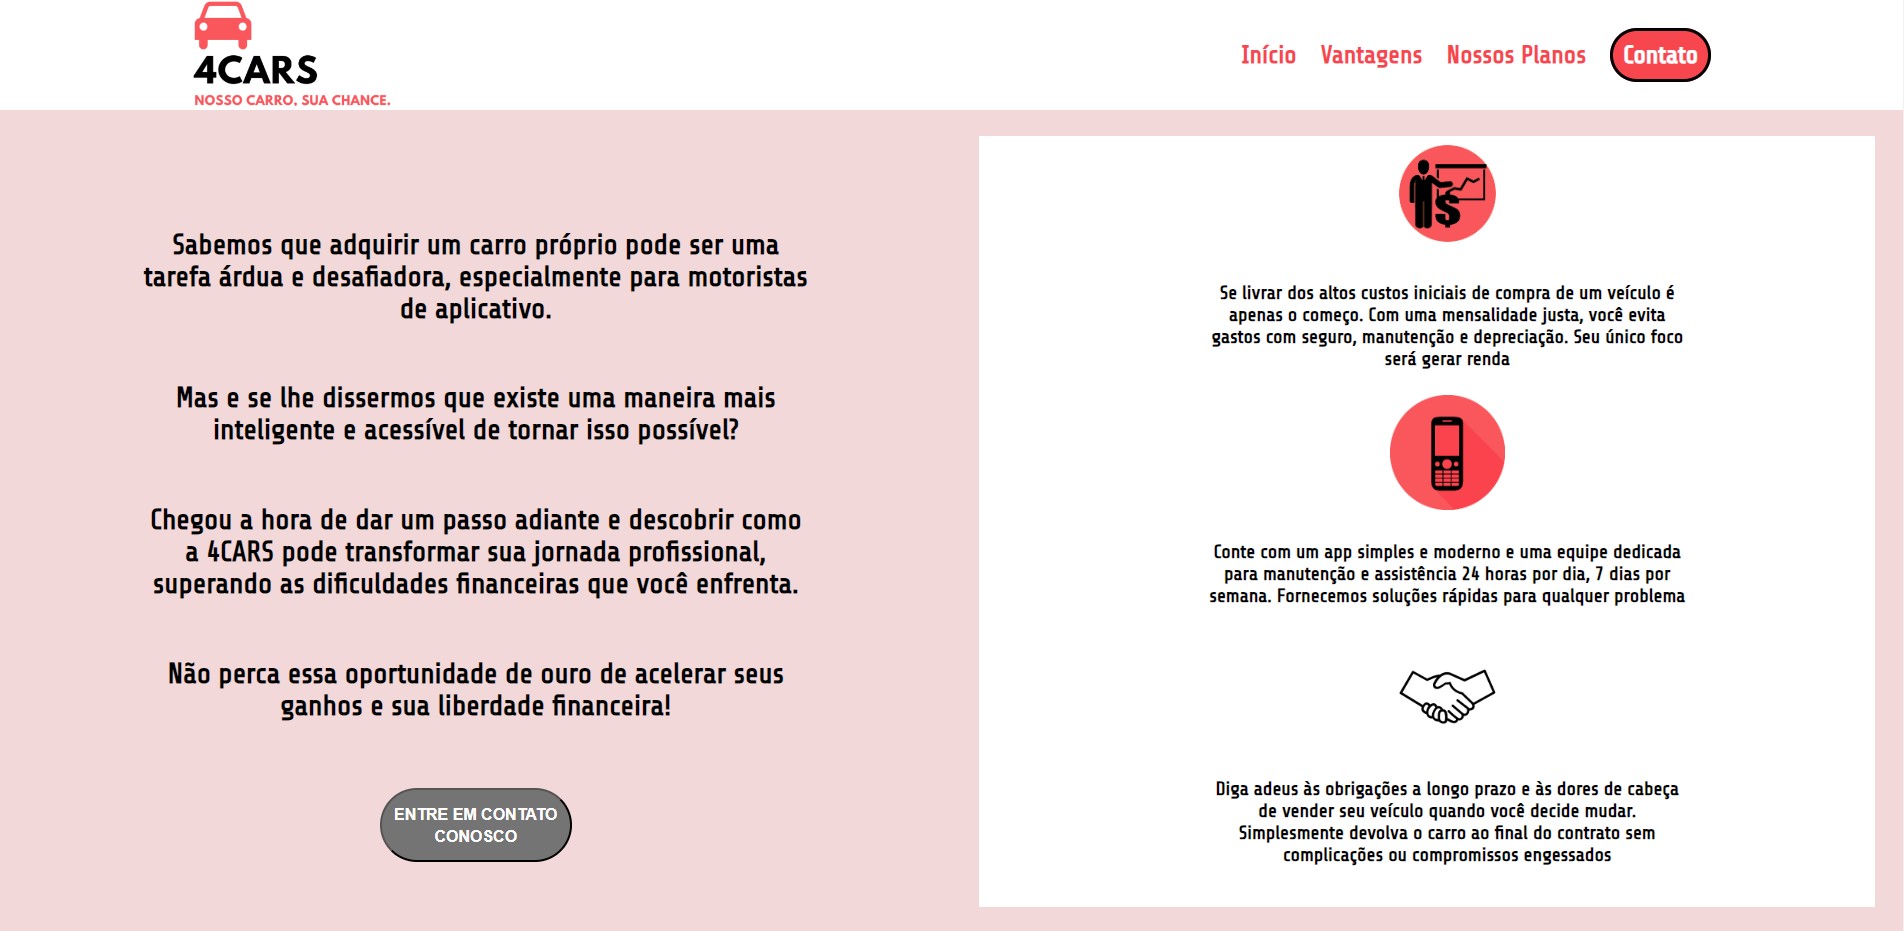 4CARS
NOSSO CARRO, SUA CHANCE.
Início
Vantagens
Nossos Planos
Contato
Sabemos que adquirir um carro próprio pode ser uma
tarefa árdua e desafiadora, especialmente para motoristas
de aplicativo.
Mas e se lhe dissermos que existe uma maneira mais
inteligente e acessível de tornar isso possível?
Chegou a hora de dar um passo adiante e descobrir como
a 4CARS pode transformar sua jornada profissional,
superando as dificuldades financeiras que você enfrenta.
Não perca essa oportunidade de ouro de acelerar seus
ganhos e sua liberdade financeira!
ENTRE EM CONTATO
CONOSCO
Se livrar dos altos custos iniciais de compra de um veículo é
apenas o começo. Com uma mensalidade justa, você evita
gastos com seguro, manutenção e depreciação. Seu único foco
será gerar renda
Conte com um app simples e moderno e uma equipe dedicada
para manutenção e assistência 24 horas por dia, 7 dias por
semana. Fornecemos soluções rápidas para qualquer problema
Diga adeus às obrigações a longo prazo e às dores de cabeça
de vender seu veículo quando você decide mudar.
Simplesmente devolva o carro ao final do contrato sem
complicações ou compromissos engessados